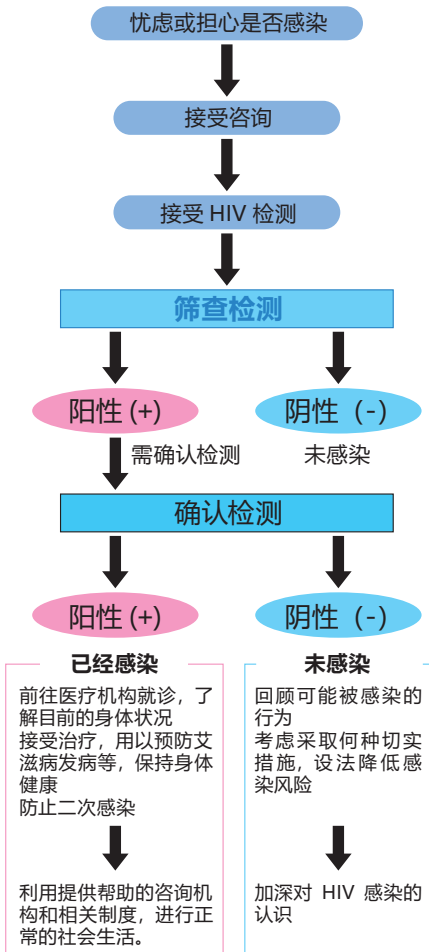 忧虑或担心是否感染
接受咨询
接受 HIV 检测
筛查检测
阳性 (+)
阴性 (-)
需确认检测
未感染
确认检测
阳性 (+)
阴性 (-)
已经感染
前往医疗机构就诊，了
解目前的身体状况
接受治疗，用以预防艾
滋病发病等，保持身体
健康
防止二次感染
利用提供帮助的咨询机
构和相关制度，进行正
常的社会生活。
未感染
回顾可能被感染的
行为
考虑采取何种切实
措施，设法降低感
染风险
加深对 HIV 感染的
认识